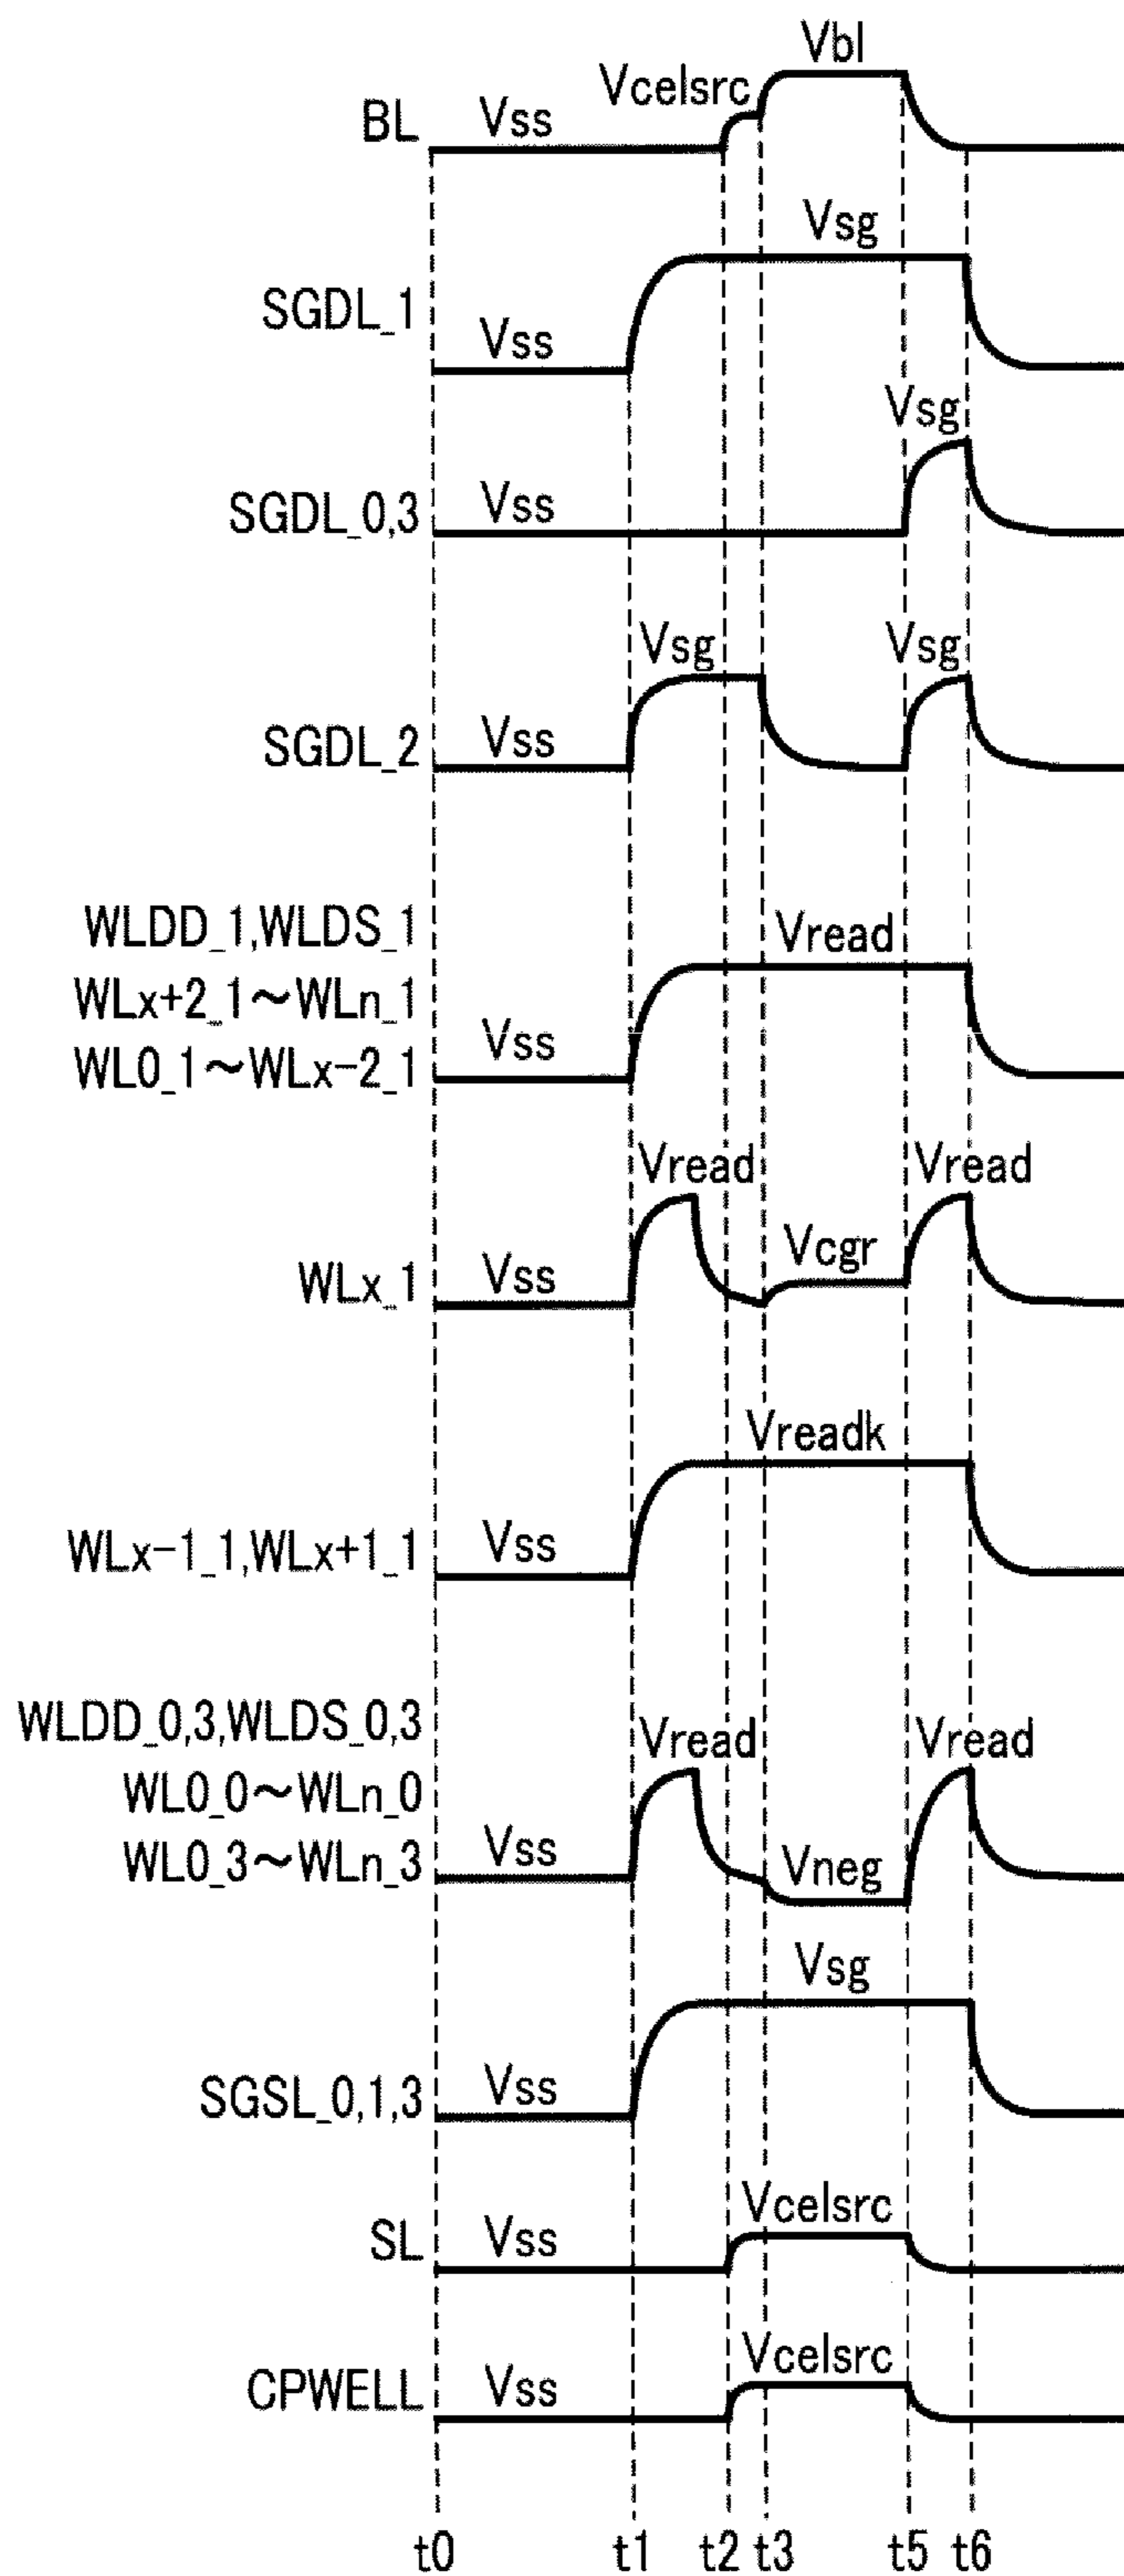 Vbl
Vcelsrc
BL Vss
Vsg
SGDL_1
Vss
Vsg
SGDL_0,3 Vss
Vsg Vsg
SGDL_2 Vss
WLDD_1,WLDS_1 Vread
WLx+2_1～WLn_1
WL0_1～WLx-2_1 Vss
Vread Vread
WLx_1 Vss Vcgr
Vreadk
WLx-1_1,WLx+1_1 Vss
WLDD_0,3,WLDS_0,3
Vread Vread
WL0_0～WLn_0
WL0_3～WLn_3 Vss Vneg
Vsg
SGSL_0,1,3 Vss
Vcelsrc
SL Vss
Vcelsrc
CPWELL Vss
t0 t1 t2 t3 t5 t6